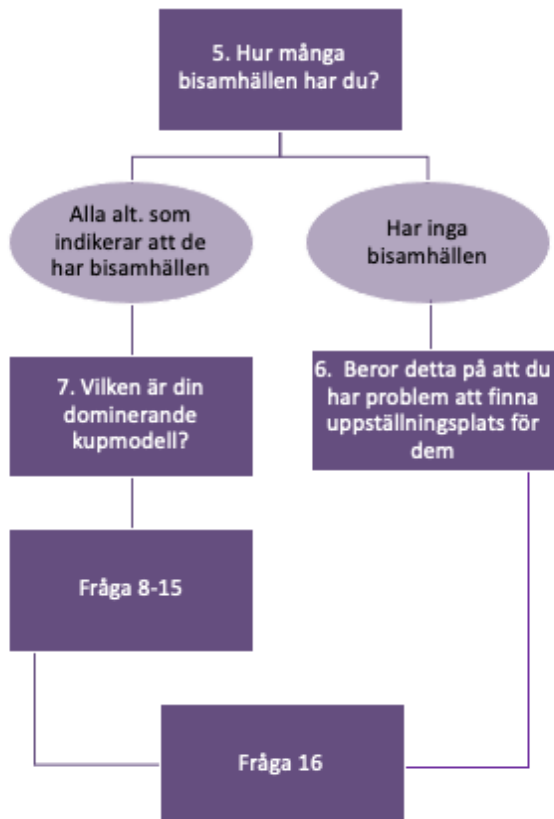 5. Hur många
bisamhällen har du?
Alla alt. som
indikerar att de
har bisamhällen
Har inga
bisamhällen
7. Vilken är din
dominerande
kupmodell?
6.  Beror detta på att du
har problem att finna
uppställningsplats för
dem
Fråga 8-15
Fråga 16